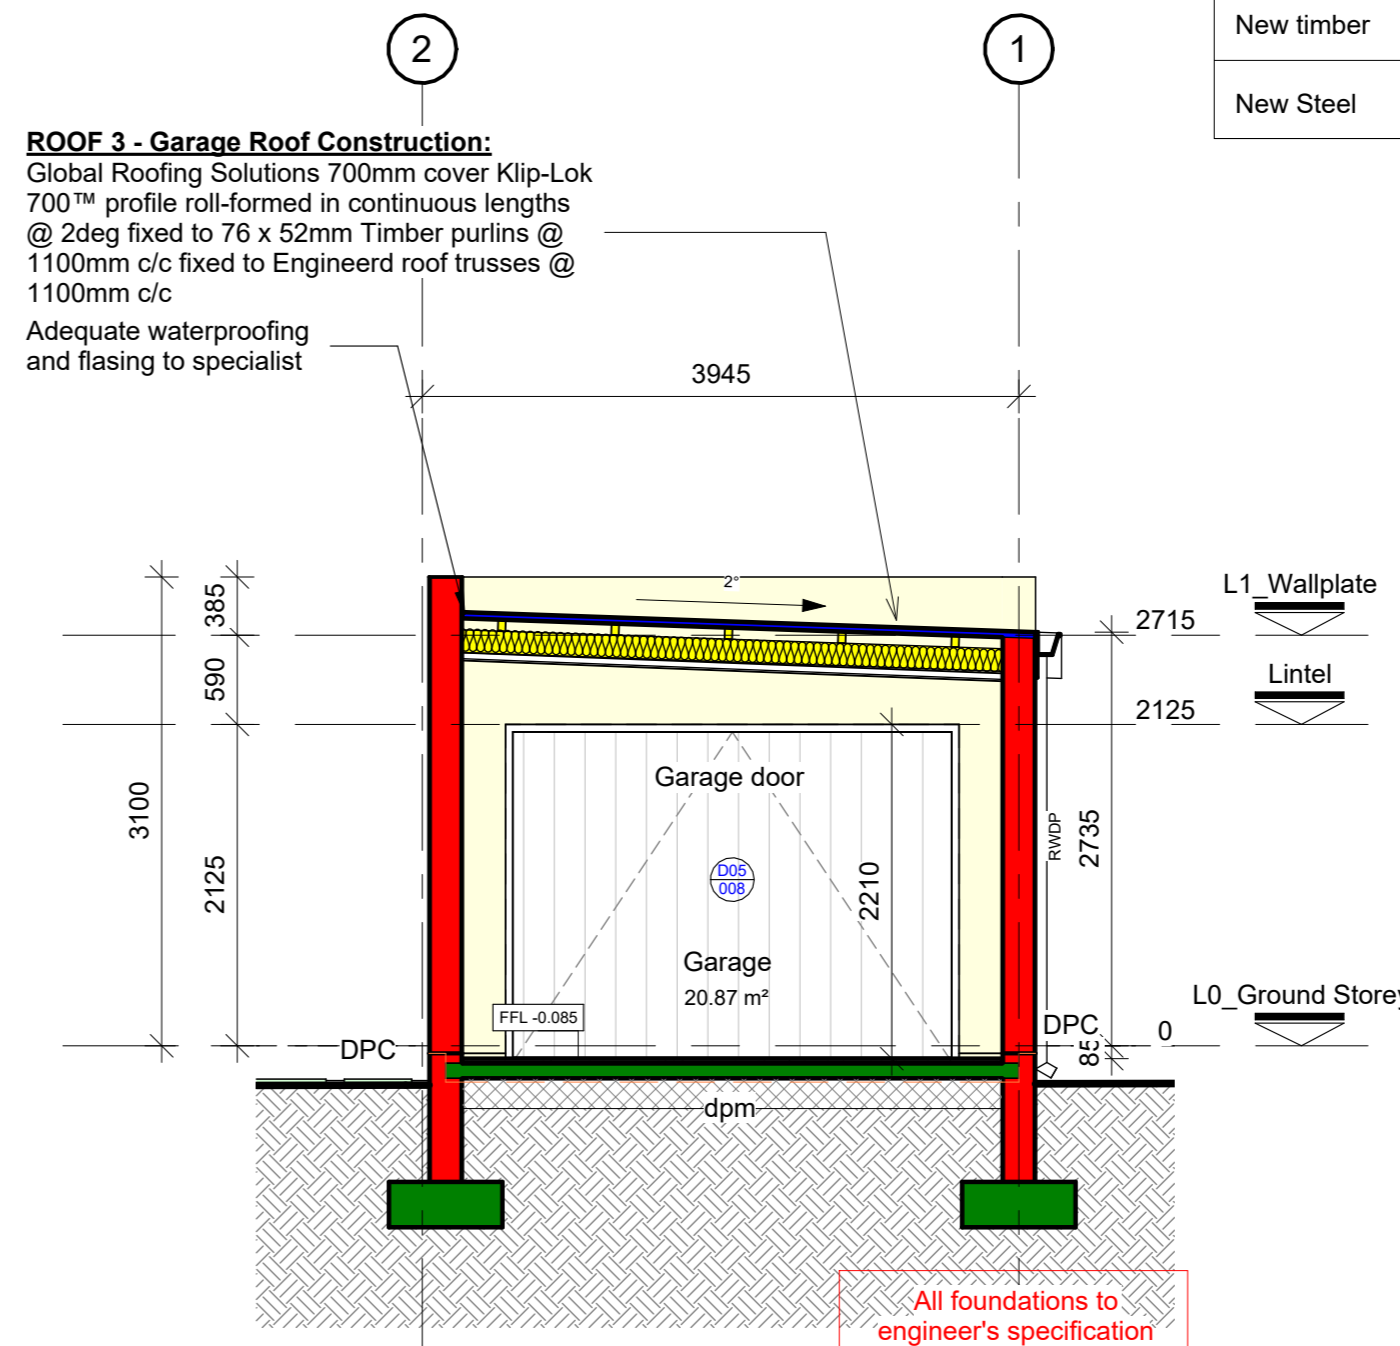 2
1
New timber
New Steel
ROOF 3 - Garage Roof Construction:
Global Roofing Solutions 700mm cover Klip-Lok
700™ profile roll-formed in continuous lengths
@ 2deg fixed to 76 x 52mm Timber purlins @
1100mm c/c fixed to Engineerd roof trusses @
1100mm c/c
Adequate waterproofing
and flasing to specialist
3945
2°
385
590
3100
2125
L1_Wallplate
2715
Lintel
2125
Garage door
D05
008
2210
RWDP
2735
Garage
20.87 m²
FFL -0.085
DPC
DPC
85
0
L0_Ground Storey
dpm
All foundations to
engineer's specification